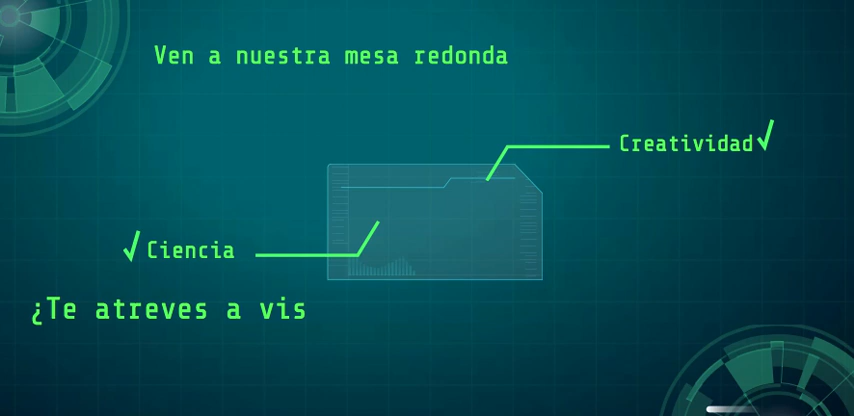 Ven a nuestra mesa redonda
Creatividad
Ciencia
¿Te atreves a vis